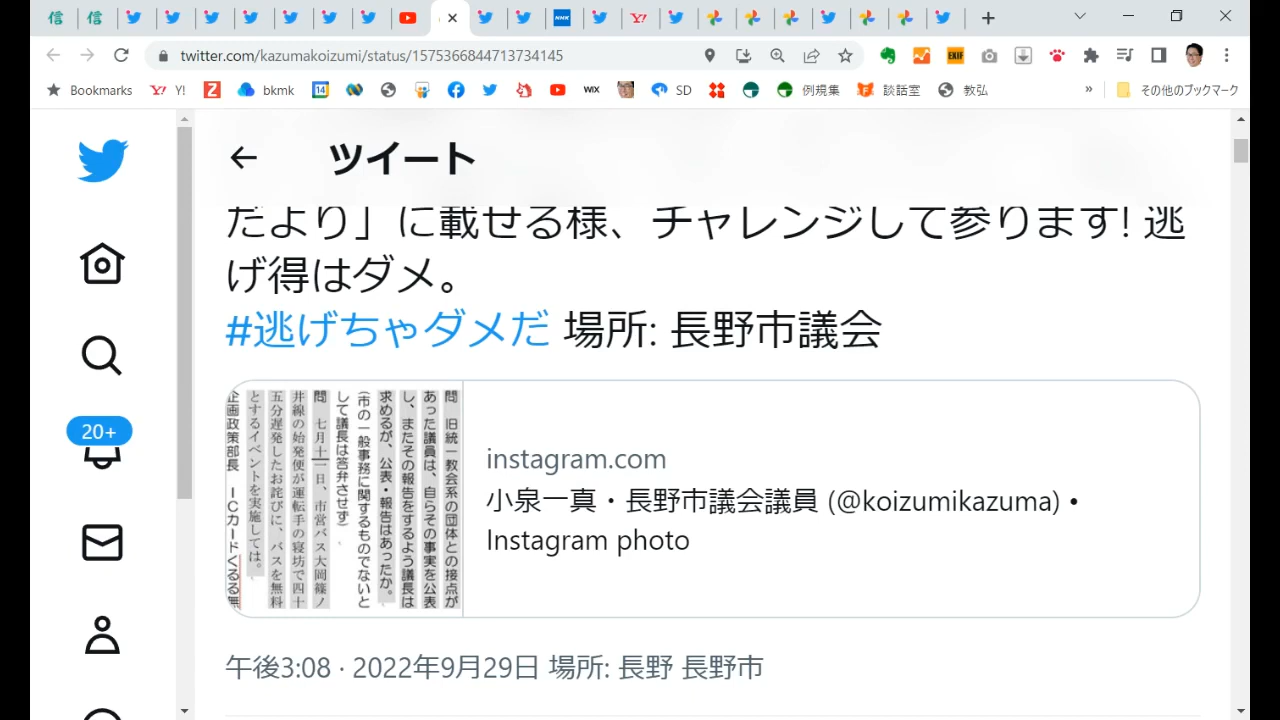 信
信
NHK
Y!
twitter.com/kazumakoizumi/status/1575366844713734145
EXIF
Bookmarks
Y!
Y!
Z
bkmk
14
WiX
SD
例規集
談話室
教弘
»
その他のブックマーク
ツイート
だより」に載せる様、チャレンジして参ります! 逃
げ得はダメ。
#逃げちゃダメだ 場所: 長野市議会
20+
問 旧統一教会系の団体との接点が
あった議員は、自らその事実を公表
し、またその報告をするよう議長は
求めるが、公表・報告はあったか。
(市の一般事務に関するものでないと
して議長は答弁させず)
問 七月十一日、市営バス大岡篠ノ
井線の始発便が運転手の寝坊で四十
五分遅発したお詫びに、バスを無料
とするイベントを実施しては。
企画政策部長 ICカードくるる無
instagram.com
小泉一真・長野市議会議員 (@koizumikazuma) •
Instagram photo
午後3:08 · 2022年9月29日 場所: 長野 長野市